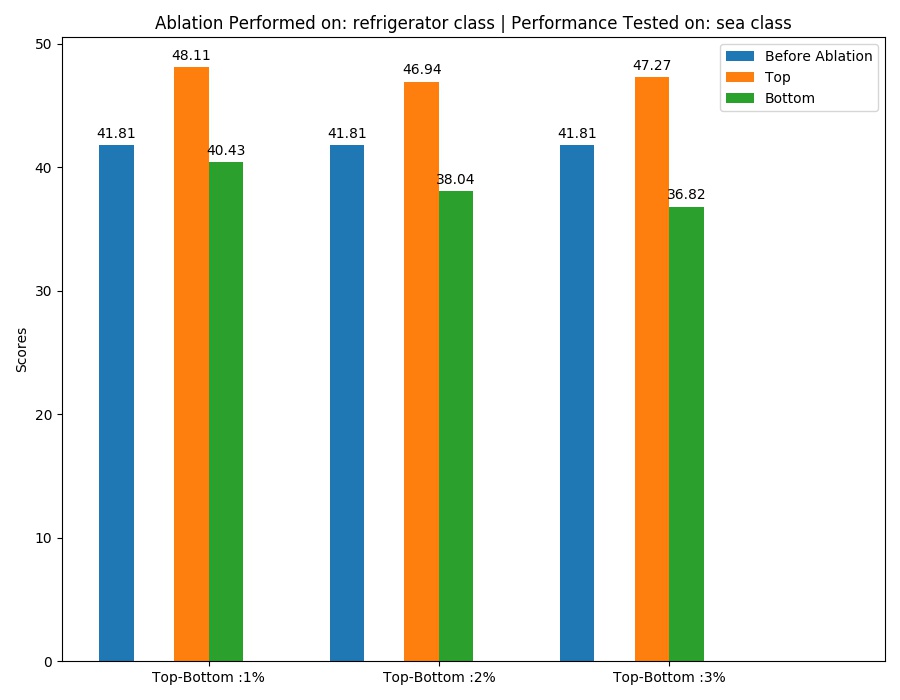 Ablation Performed on: refrigerator class | Performance Tested on: sea class
Before Ablation
Top
Bottom
50
40
30
20
10
0
Scores
41.81
48.11
40.43
41.81
46.94
38.04
41.81
47.27
36.82
Top-Bottom :1%
Top-Bottom :2%
Top-Bottom :3%